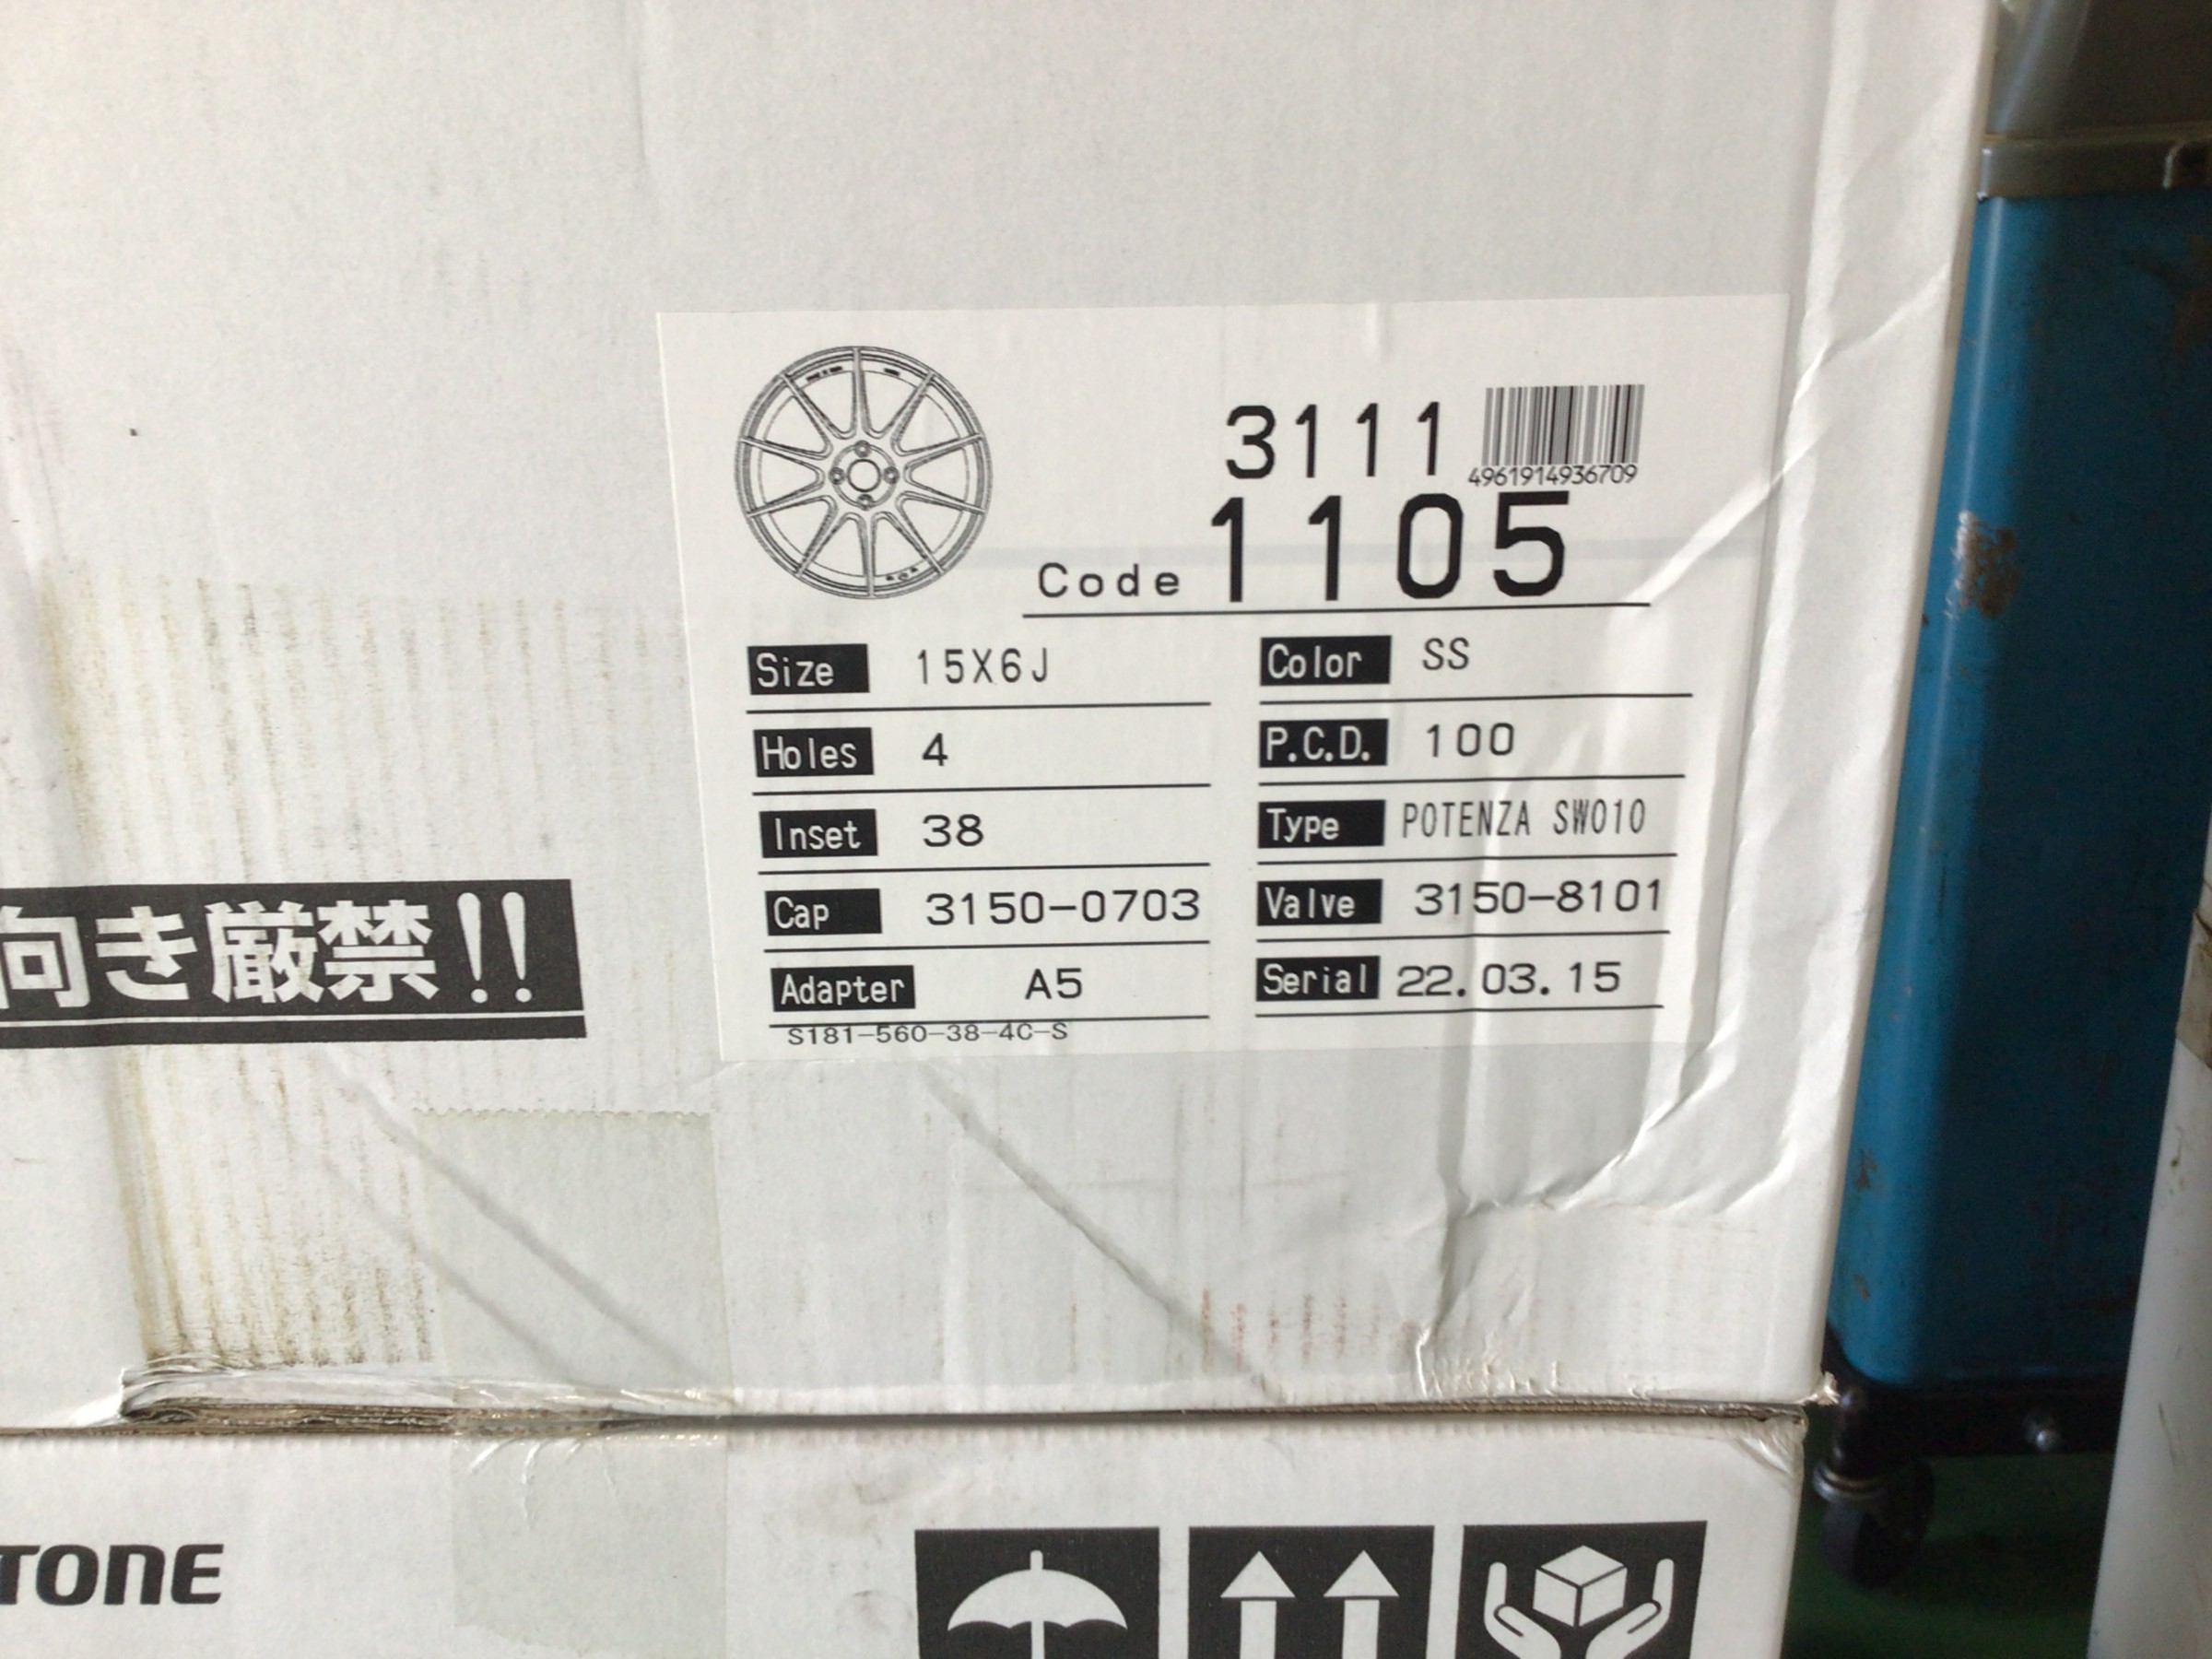 3111
4961914936709
Code 1105
Size 15X6J Color SS
Holes 4 P.C.D. 100
Inset 38 Type POTENZA SW010
Cap 3150-0703 Valve 3150-8101
Adapter A5 Serial 22.03.15
S181-560-38-4C-S
向き厳禁!!
TONE